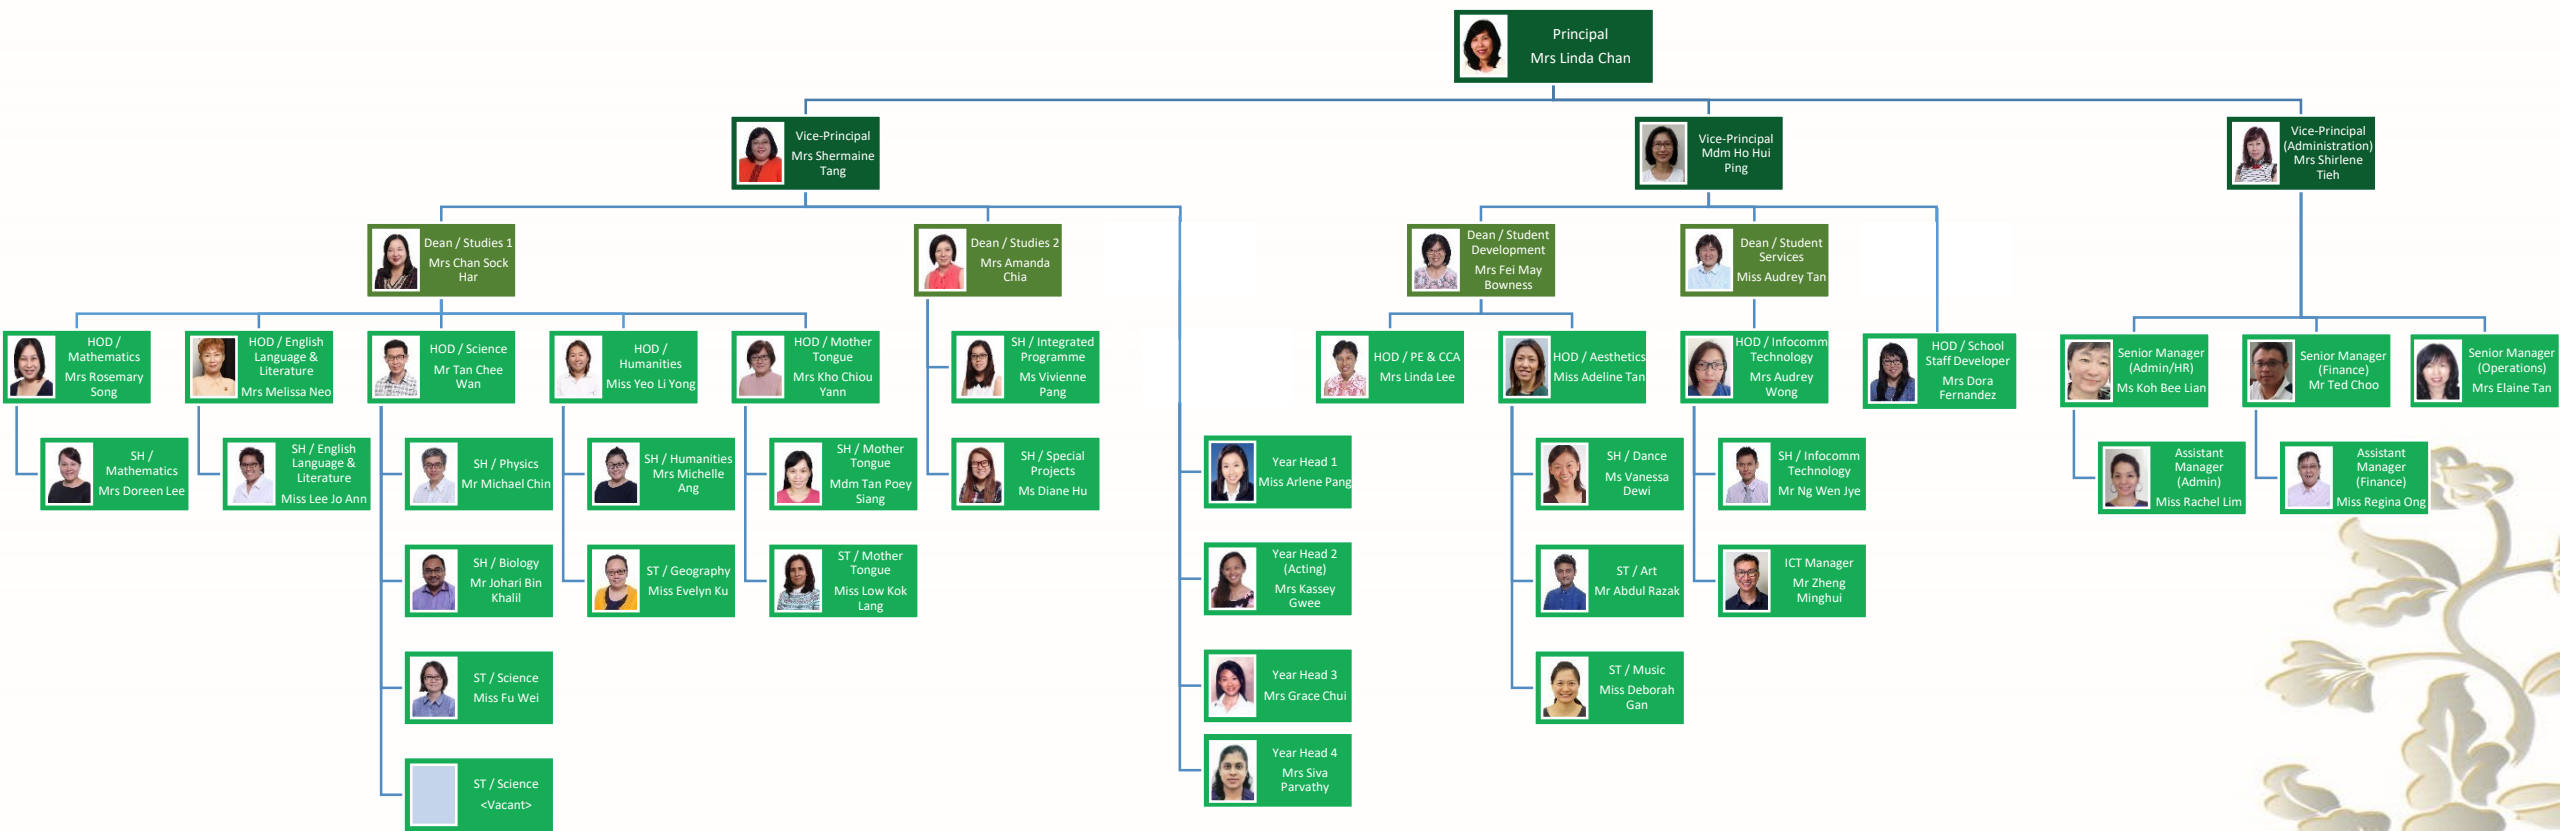 Principal
Mrs Linda Chan
Vice-Principal
Mrs Shermaine
Tang
Vice-Principal
Mdm Ho Hui
Ping
Vice-Principal
(Administration)
Mrs Shirlene
Tieh
Dean / Studies 1
Mrs Chan Sock
Har
Dean / Studies 2
Mrs Amanda
Chia
Dean / Student
Development
Mrs Fei May
Bowness
Dean / Student
Services
Miss Audrey Tan
HOD /
Mathematics
Mrs Rosemary
Song
HOD / English
Language &
Literature
Mrs Melissa Neo
HOD / Science
Mr Tan Chee
Wan
HOD /
Humanities
Miss Yeo Li Yong
HOD / Mother
Tongue
Mrs Kho Chiou
Yann
SH / Integrated
Programme
Ms Vivienne
Pang
HOD / PE & CCA
Mrs Linda Lee
HOD / Aesthetics
Miss Adeline Tan
HOD / Infocomm
Technology
Mrs Audrey
Wong
HOD / School
Staff Developer
Mrs Dora
Fernandez
Senior Manager
(Admin/HR)
Ms Koh Bee Lian
Senior Manager
(Finance)
Mr Ted Choo
Senior Manager
(Operations)
Mrs Elaine Tan
SH /
Mathematics
Mrs Doreen Lee
SH / English
Language &
Literature
Miss Lee Jo Ann
SH / Physics
Mr Michael Chin
SH / Humanities
Mrs Michelle
Ang
SH / Mother
Tongue
Mdm Tan Poey
Siang
SH / Special
Projects
Ms Diane Hu
Year Head 1
Miss Arlene Pang
SH / Dance
Ms Vanessa
Dewi
SH / Infocomm
Technology
Mr Ng Wen Jye
Assistant
Manager
(Admin)
Miss Rachel Lim
Assistant
Manager
(Finance)
Miss Regina Ong
SH / Biology
Mr Johari Bin
Khalil
ST / Geography
Miss Evelyn Ku
ST / Mother
Tongue
Miss Low Kok
Lang
Year Head 2
(Acting)
Mrs Kassey
Gwee
ST / Art
Mr Abdul Razak
ICT Manager
Mr Zheng
Minghui
ST / Science
Miss Fu Wei
Year Head 3
Mrs Grace Chui
ST / Music
Miss Deborah
Gan
ST / Science
<Vacant>
Year Head 4
Mrs Siva
Parvathy